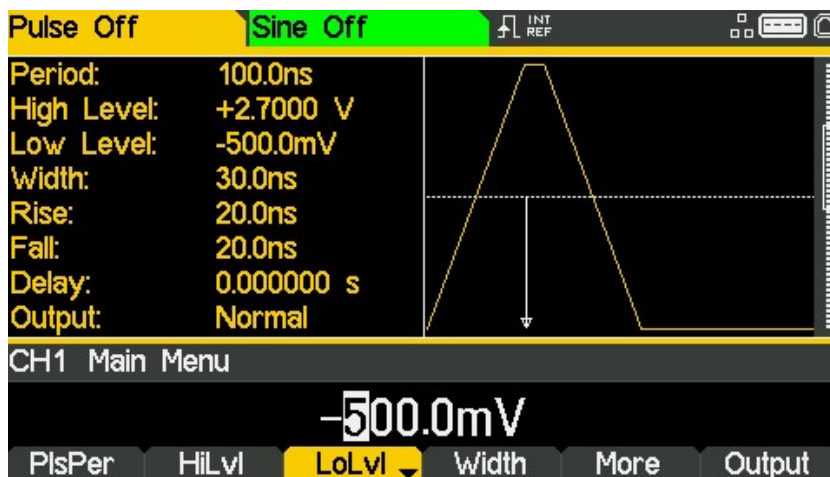 Pulse Off Sine Off INT REF
Period: 100.0ns
High Level: +2.7000 V
Low Level: -500.0mV
Width: 30.0ns
Rise: 20.0ns
Fall: 20.0ns
Delay: 0.000000 s
Output: Normal
CH1 Main Menu
-500.0mV
PlsPer HiLvl LoLvl Width More Output